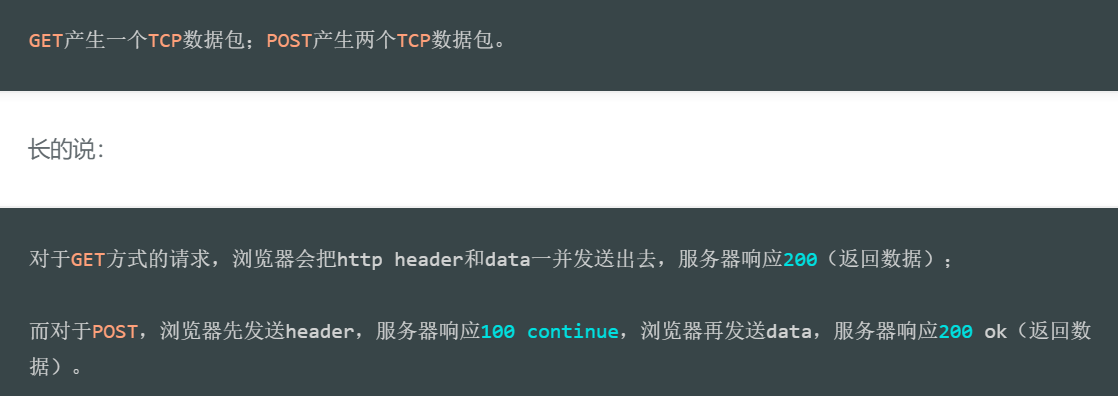 GET产生一个TCP数据包；POST产生两个TCP数据包。
长的说：
对于GET方式的请求，浏览器会把http header和data一并发送出去，服务器响应200（返回数据）；
而对于POST，浏览器先发送header，服务器响应100 continue，浏览器再发送data，服务器响应200 ok（返回数
据）。